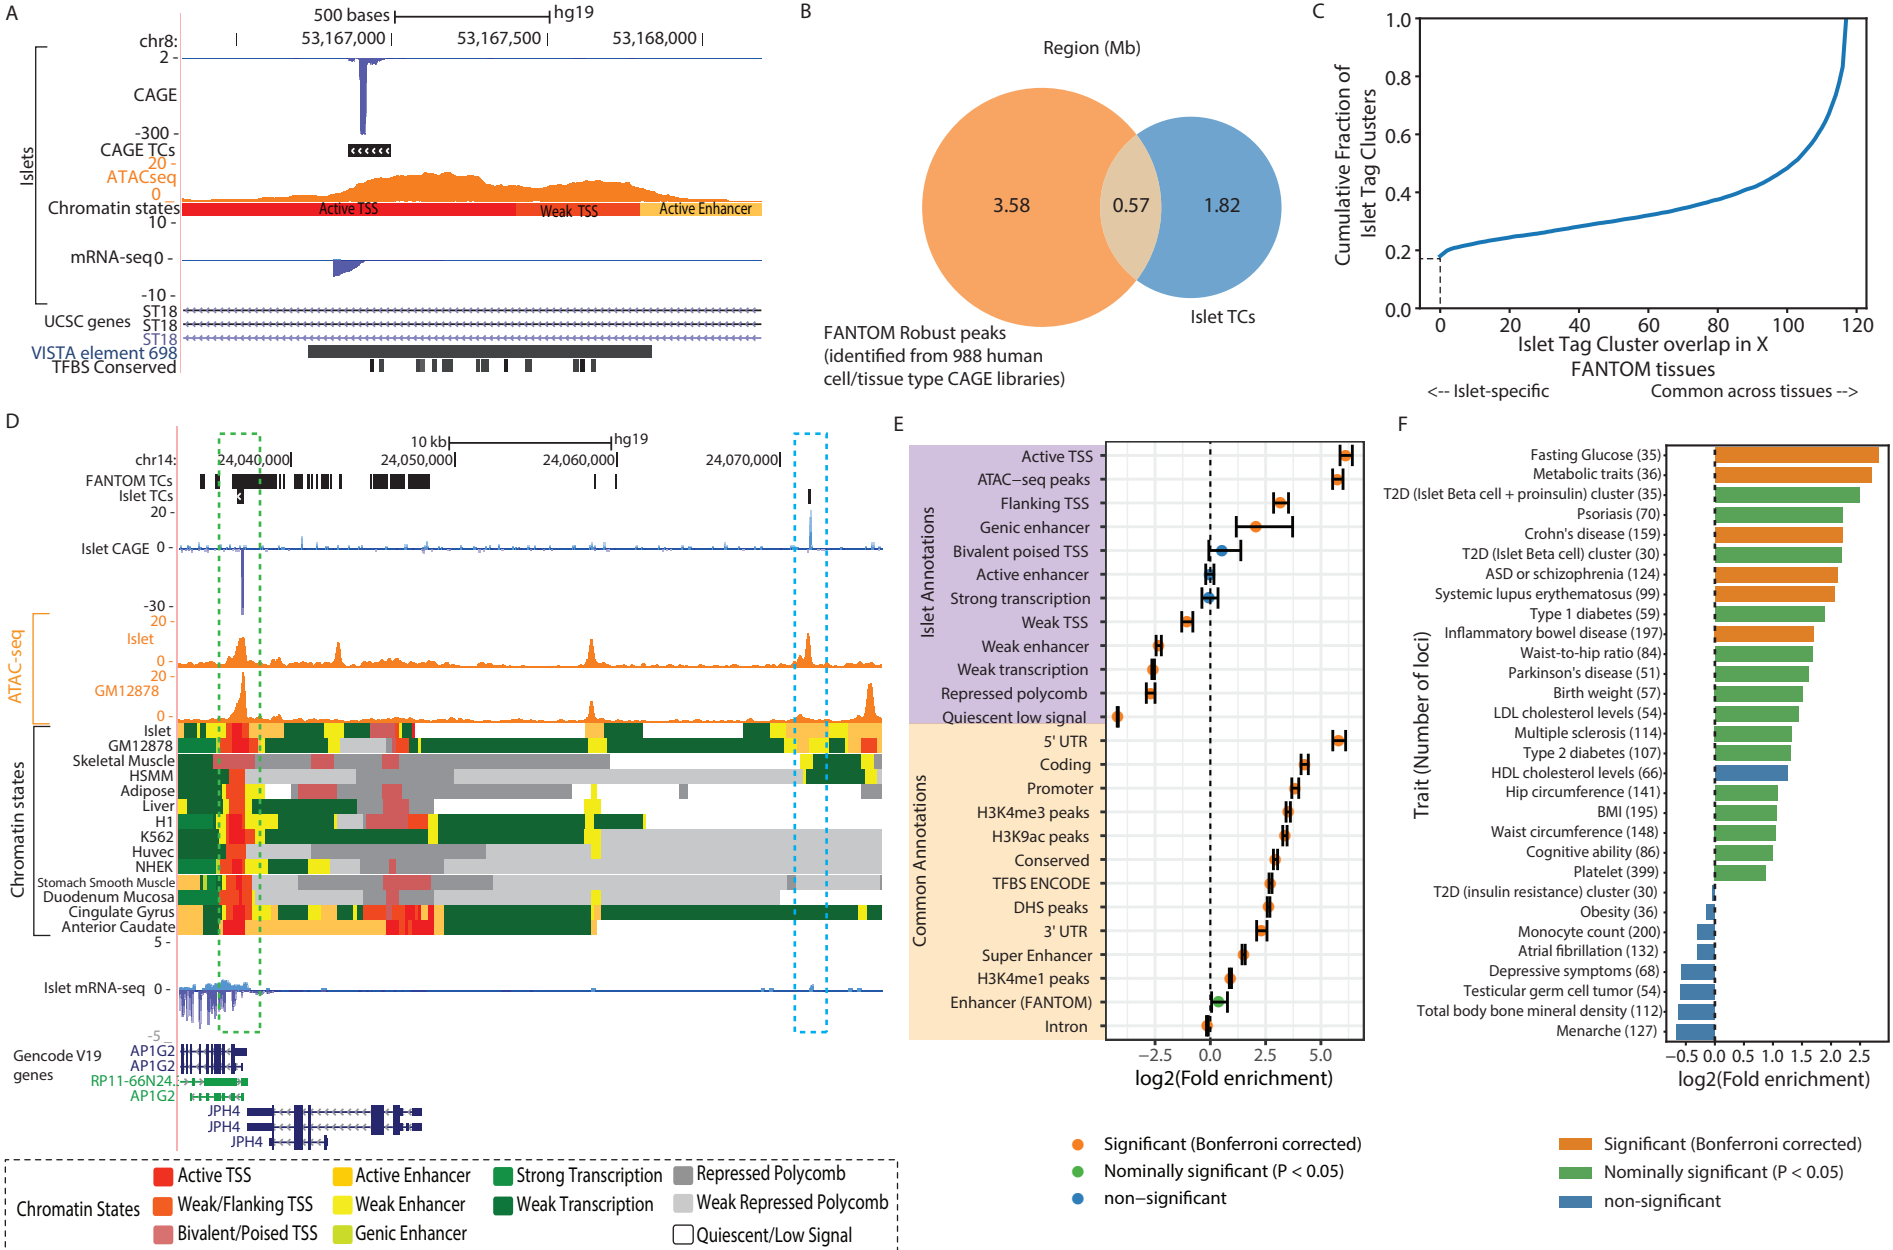 A
500 bases
hg19
chr8:
53,167,000
53,167,500
53,168,000
Islets
2 -
CAGE
-300 -
CAGE TCs
20 -
ATACseq
0 -
Chromatin states
Active TSS
Weak TSS
Active Enhancer
10 -
mRNA-seq 0 -
-10 -
ST18
UCSC genes
ST18
ST18
VISTA element 698
TFBS Conserved
B
Region (Mb)
3.58
0.57
1.82
Islet TCs
FANTOM Robust peaks
(identified from 988 human
cell/tissue type CAGE libraries)
C
Cumulative Fraction of
Islet Tag Clusters
1.0
0.8
0.6
0.4
0.2
0.0
0 20 40 60 80 100 120
Islet Tag Cluster overlap in X
FANTOM tissues
<-- Islet-specific
Common across tissues -->
D
10 kb
hg19
chr14:
24,040,000
24,050,000
24,060,000
24,070,000
FANTOM TCs
Islet TCs
20 -
Islet CAGE 0 -
-30 -
ATAC-seq
20 -
Islet
0 -
20 -
GM12878
0 -
Chromatin states
Islet
GM12878
Skeletal Muscle
HSMM
Adipose
Liver
H1
K562
Huvec
NHEK
Stomach Smooth Muscle
Duodenum Mucosa
Cingulate Gyrus
Anterior Caudate
5 -
Islet mRNA-seq 0 -
-5 _
Gencode V19
genes
AP1G2
AP1G2
RP11-66N24.
AP1G2
JPH4
JPH4
JPH4
Chromatin States
Active TSS
Weak/Flanking TSS
Bivalent/Poised TSS
Active Enhancer
Weak Enhancer
Genic Enhancer
Strong Transcription
Weak Transcription
Repressed Polycomb
Weak Repressed Polycomb
Quiescent/Low Signal
E
Islet Annotations
Active TSS
ATAC−seq peaks
Flanking TSS
Genic enhancer
Bivalent poised TSS
Active enhancer
Strong transcription
Weak TSS
Weak enhancer
Weak transcription
Repressed polycomb
Quiescent low signal
Common Annotations
5' UTR
Coding
Promoter
H3K4me3 peaks
H3K9ac peaks
Conserved
TFBS ENCODE
DHS peaks
3' UTR
Super Enhancer
H3K4me1 peaks
Enhancer (FANTOM)
Intron
−2.5 0.0 2.5 5.0
log2(Fold enrichment)
Significant (Bonferroni corrected)
Nominally significant (P < 0.05)
non−significant
F
Trait (Number of loci)
Fasting Glucose (35)
Metabolic traits (36)
T2D (Islet Beta cell + proinsulin) cluster (35)
Psoriasis (70)
Crohn's disease (159)
T2D (Islet Beta cell) cluster (30)
ASD or schizophrenia (124)
Systemic lupus erythematosus (99)
Type 1 diabetes (59)
Inflammatory bowel disease (197)
Waist-to-hip ratio (84)
Parkinson's disease (51)
Birth weight (57)
LDL cholesterol levels (54)
Multiple sclerosis (114)
Type 2 diabetes (107)
HDL cholesterol levels (66)
Hip circumference (141)
BMI (195)
Waist circumference (148)
Cognitive ability (86)
Platelet (399)
T2D (insulin resistance) cluster (30)
Obesity (36)
Monocyte count (200)
Atrial fibrillation (132)
Depressive symptoms (68)
Testicular germ cell tumor (54)
Total body bone mineral density (112)
Menarche (127)
−0.5 0.0 0.5 1.0 1.5 2.0 2.5
log2(Fold enrichment)
Significant (Bonferroni corrected)
Nominally significant (P < 0.05)
non-significant